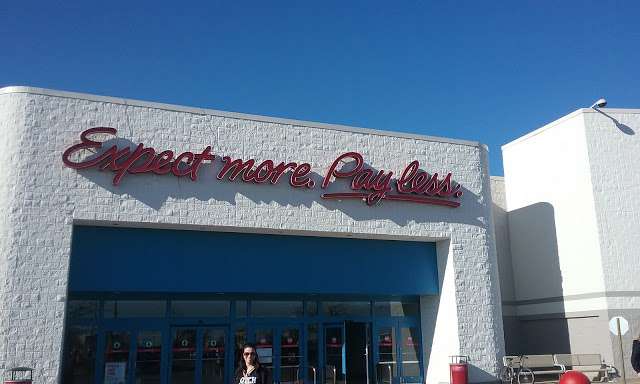 Expect more. Pay less.